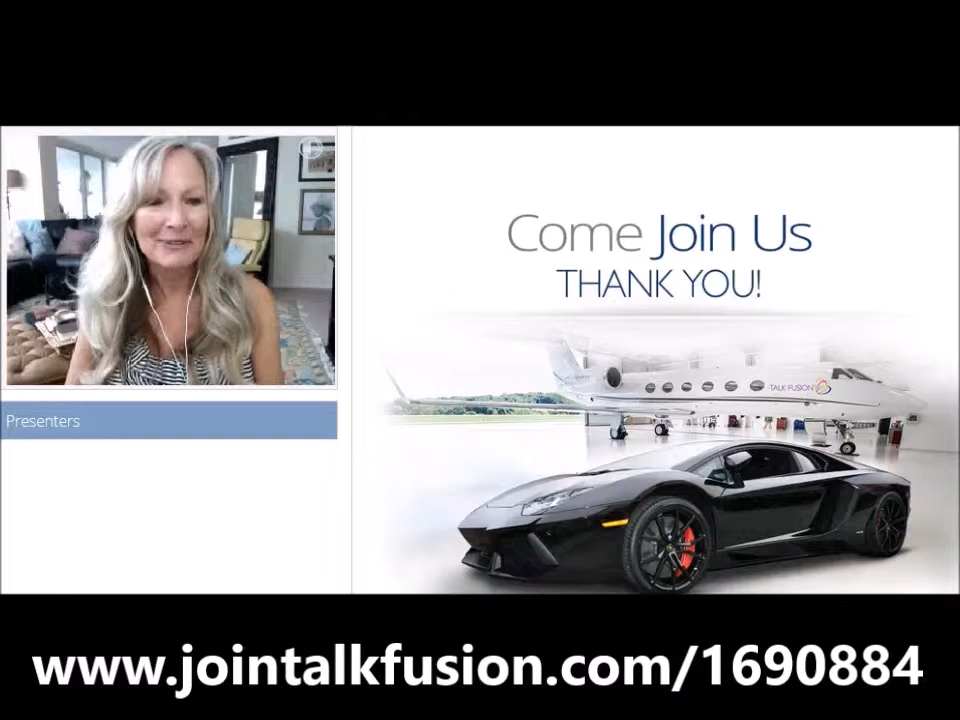 Come Join Us
THANK YOU!
TALK FUSION
Presenters
www.jointalkfusion.com/1690884